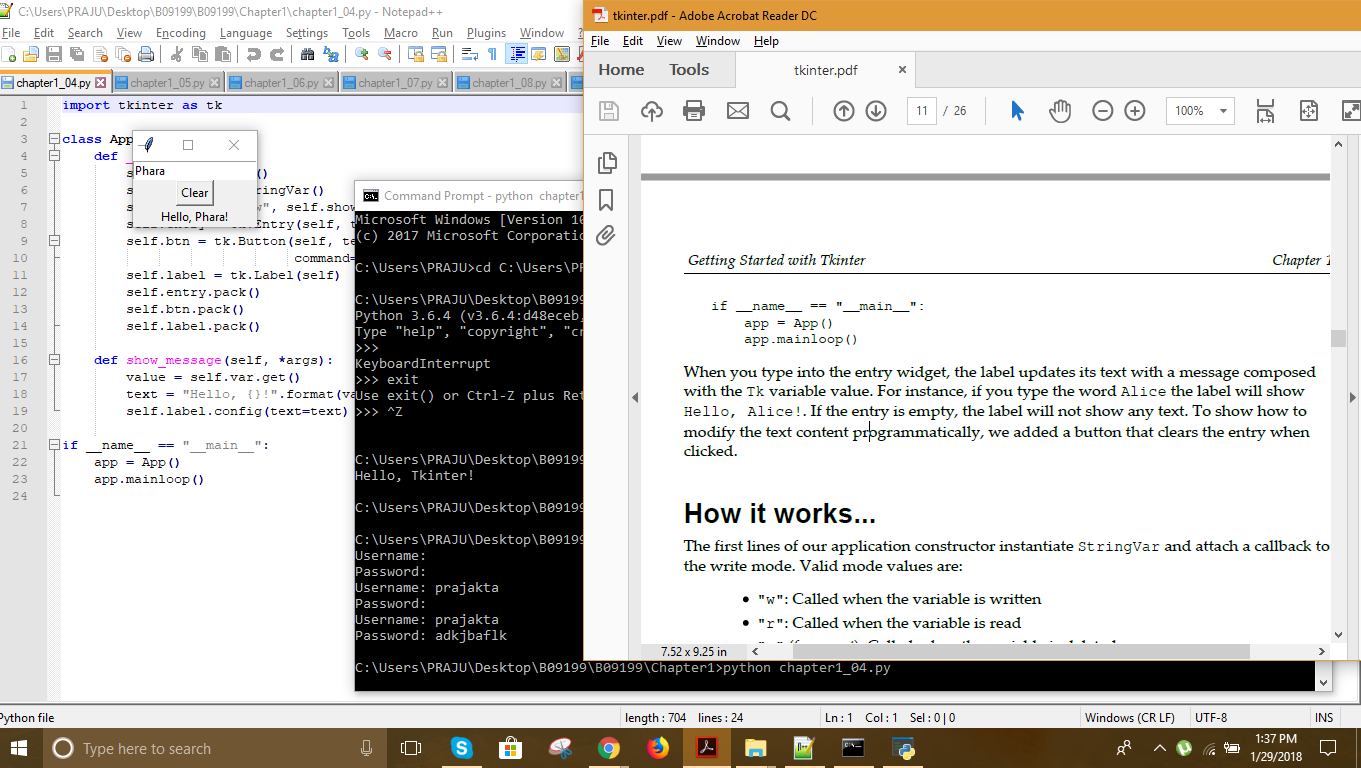 C:\Users\PRAJU\Desktop\B09199\B09199\Chapter1\chapter1_04.py - Notepad++
File Edit Search View Encoding Language Settings Tools Macro Run Plugins Window ?
chapter1_04.py chapter1_05.py chapter1_06.py chapter1_07.py chapter1_08.py
1 import tkinter as tk
2
3 class App
4 def
5 ()
6 ringVar()
7 ", self.show
8 Entry(self, t
9 self.btn = tk.Button(self, te
10 command=
11 self.label = tk.Label(self)
12 self.entry.pack()
13 self.btn.pack()
14 self.label.pack()
15
16 def show_message(self, *args):
17 value = self.var.get()
18 text = "Hello, {}!".format(va
19 self.label.config(text=text)
20
21 if __name__ == "__main__":
22 app = App()
23 app.mainloop()
24
Phara
Clear
Hello, Phara!
Command Prompt - python chapter1
Microsoft Windows [Version 10
(c) 2017 Microsoft Corporatio
C:\Users\PRAJU>cd C:\Users\PR
C:\Users\PRAJU\Desktop\B09199
Python 3.6.4 (v3.6.4:d48eceb,
Type "help", "copyright", "cr
>>>
KeyboardInterrupt
>>> exit
Use exit() or Ctrl-Z plus Ret
>>> ^Z
C:\Users\PRAJU\Desktop\B09199
Hello, Tkinter!
C:\Users\PRAJU\Desktop\B09199
C:\Users\PRAJU\Desktop\B09199
Username:
Password:
Username: prajakta
Password:
Username: prajakta
Password: adkjbaflk
C:\Users\PRAJU\Desktop\B09199\B09199\Chapter1>python chapter1_04.py
tkinter.pdf - Adobe Acrobat Reader DC
File Edit View Window Help
Home Tools tkinter.pdf
11 / 26 100%
Getting Started with Tkinter Chapter 1
if __name__ == "__main__":
app = App()
app.mainloop()
When you type into the entry widget, the label updates its text with a message composed
with the Tk variable value. For instance, if you type the word Alice the label will show
Hello, Alice!. If the entry is empty, the label will not show any text. To show how to
modify the text content programmatically, we added a button that clears the entry when
clicked.
How it works...
The first lines of our application constructor instantiate StringVar and attach a callback to
the write mode. Valid mode values are:
• "w": Called when the variable is written
• "r": Called when the variable is read
7.52 x 9.25 in
Python file length : 704 lines : 24 Ln : 1 Col : 1 Sel : 0 | 0 Windows (CR LF) UTF-8 INS
Type here to search
1:37 PM
1/29/2018